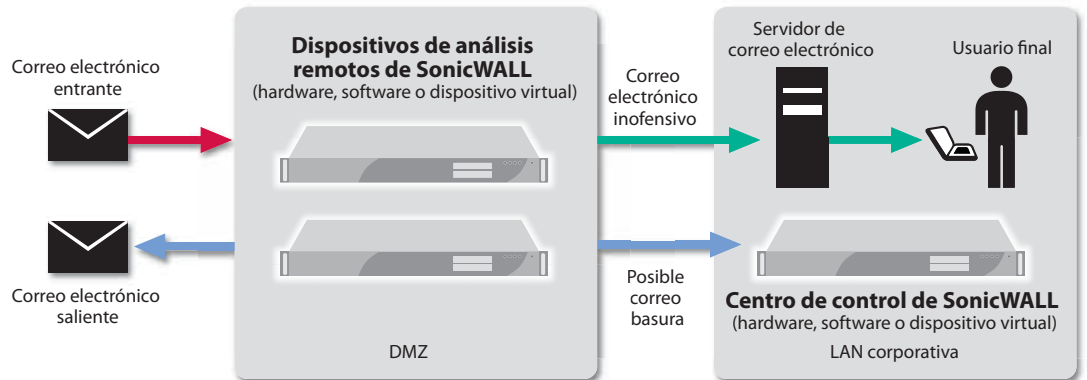 Correo electrónico
entrante
Correo electrónico
saliente
Dispositivos de análisis
remotos de SonicWALL
(hardware, software o dispositivo virtual)
DMZ
Correo
electrónico
inofensivo
Posible
correo
basura
Servidor de
correo electrónico
Usuario final
Centro de control de SonicWALL
(hardware, software o dispositivo virtual)
LAN corporativa